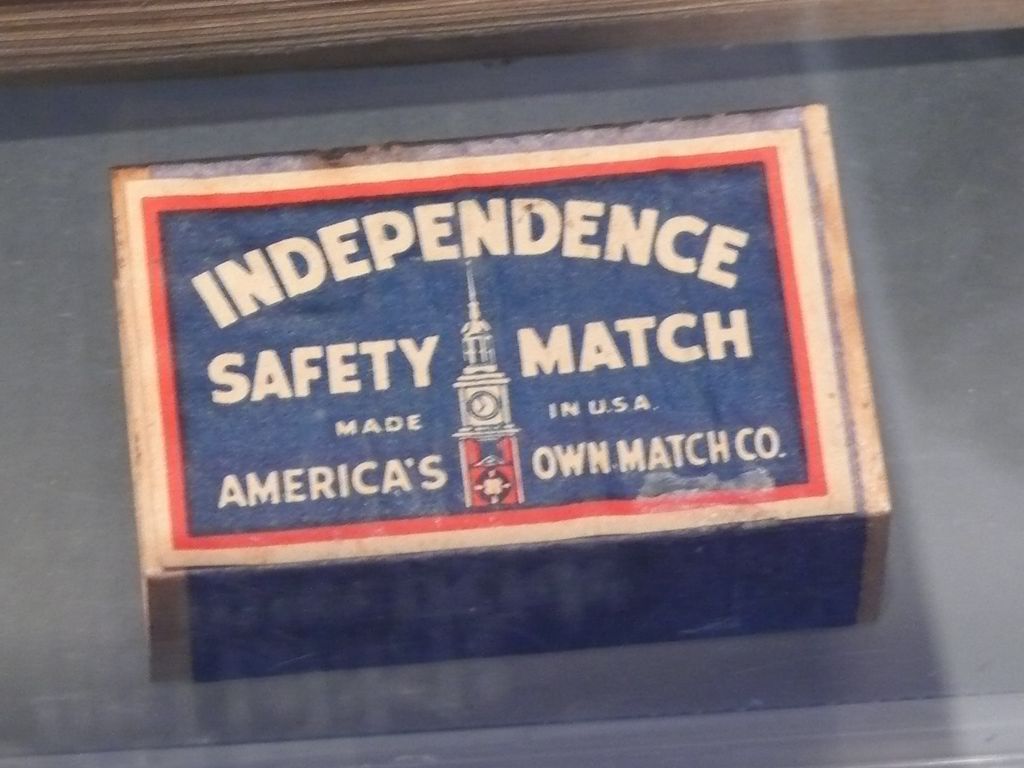 INDEPENDENCE
SAFETY MATCH
MADE IN U.S.A.
AMERICA'S OWN MATCH CO.